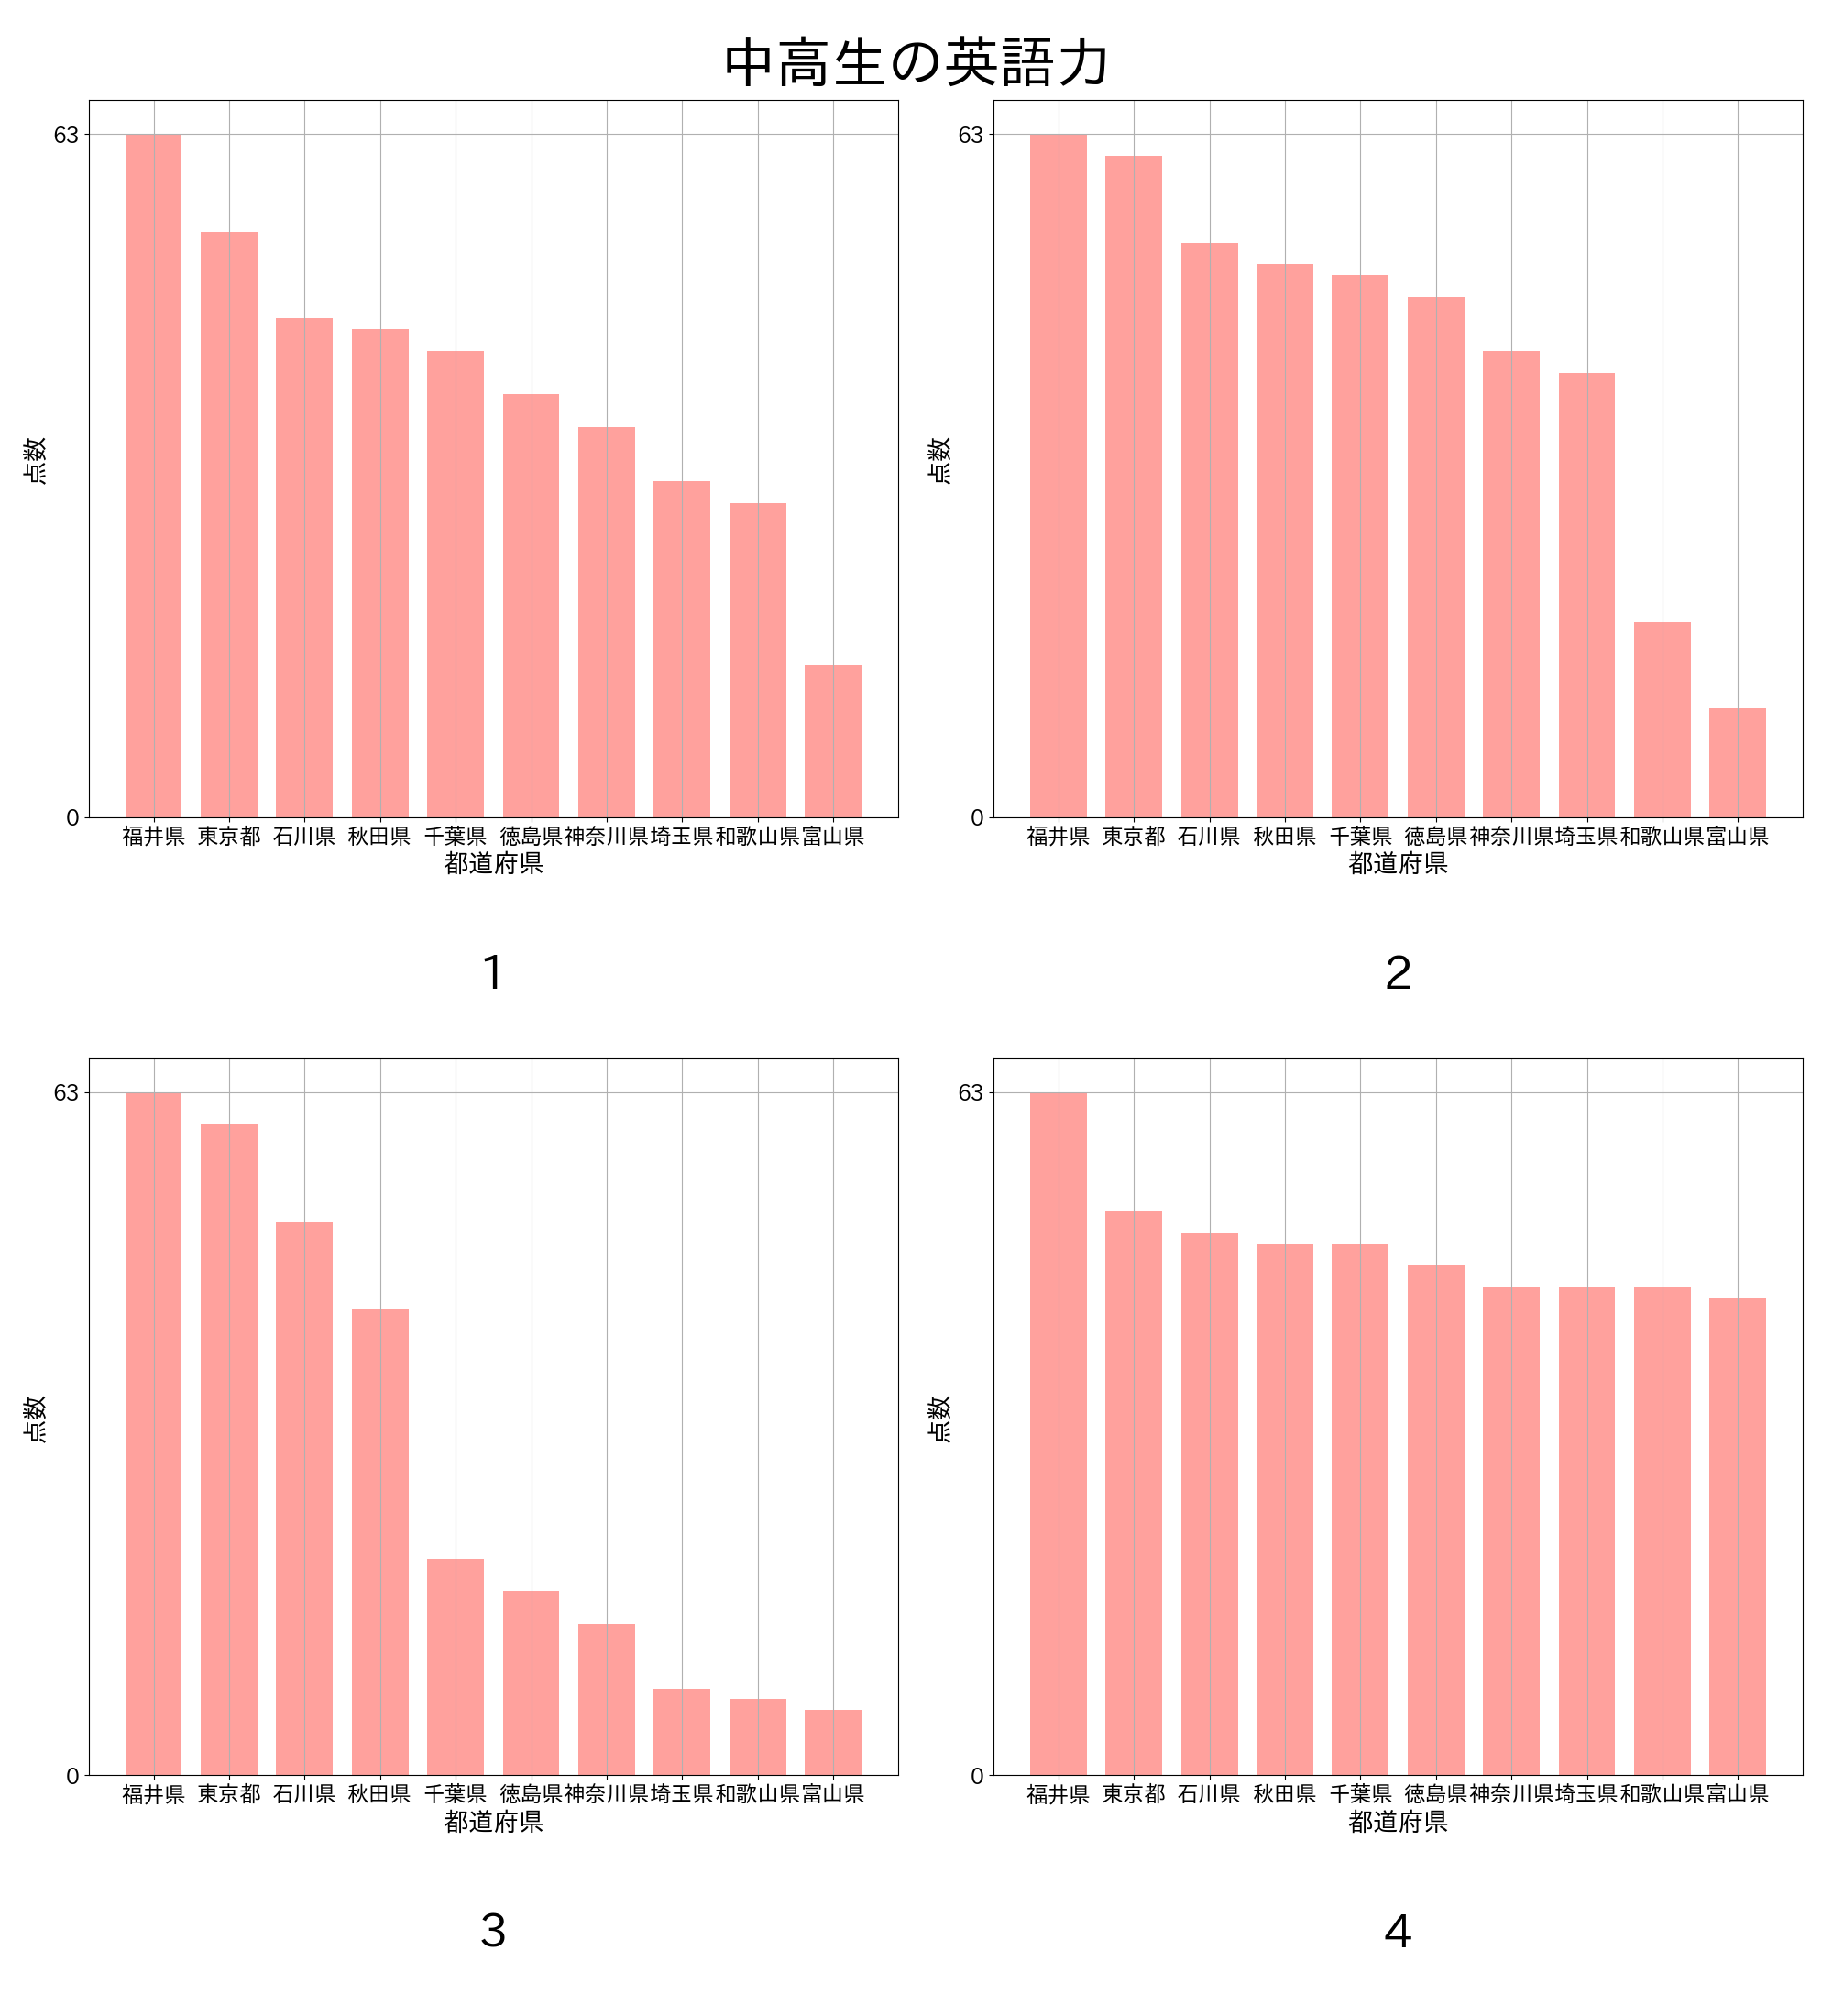 中高生の英語力
63
0
点数
福井県 東京都 石川県 秋田県 千葉県 徳島県 神奈川県 埼玉県 和歌山県 富山県
都道府県
1
63
0
点数
福井県 東京都 石川県 秋田県 千葉県 徳島県 神奈川県 埼玉県 和歌山県 富山県
都道府県
2
63
0
点数
福井県 東京都 石川県 秋田県 千葉県 徳島県 神奈川県 埼玉県 和歌山県 富山県
都道府県
3
63
0
点数
福井県 東京都 石川県 秋田県 千葉県 徳島県 神奈川県 埼玉県 和歌山県 富山県
都道府県
4